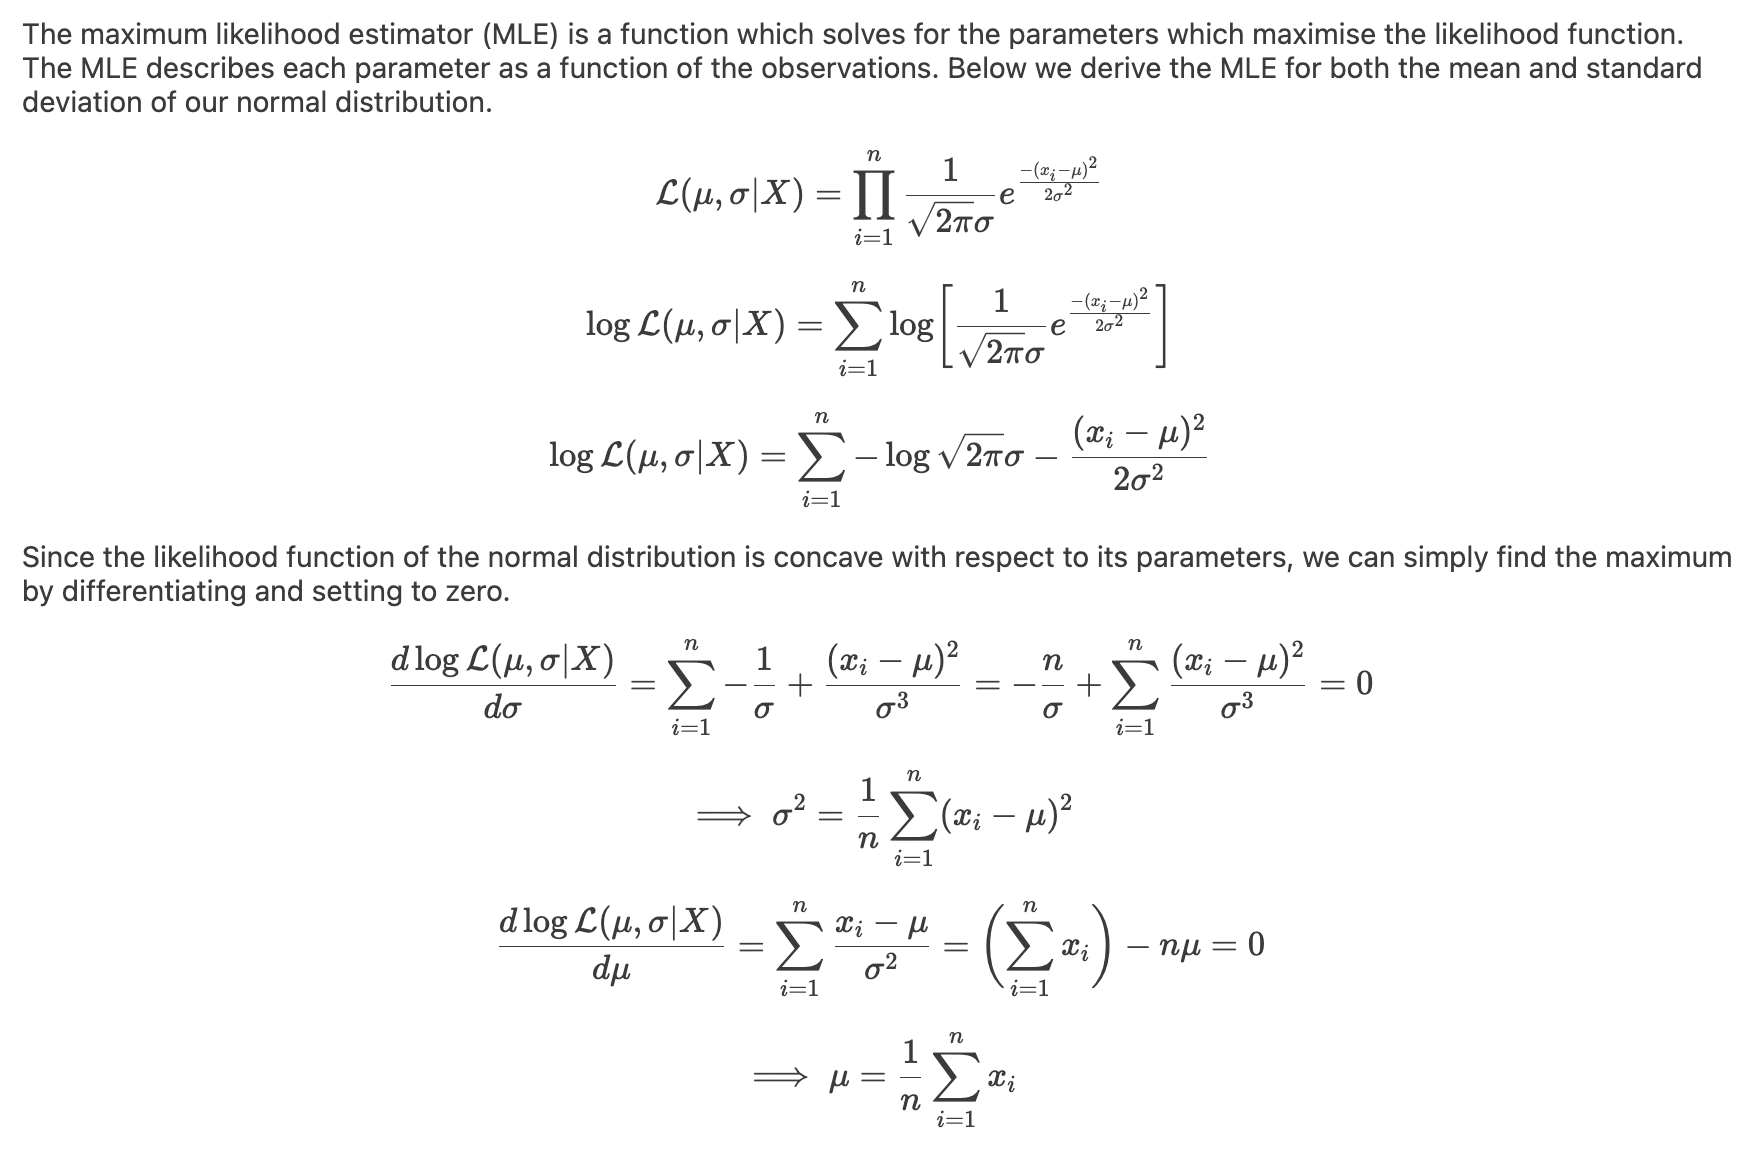 The maximum likelihood estimator (MLE) is a function which solves for the parameters which maximise the likelihood function.
The MLE describes each parameter as a function of the observations. Below we derive the MLE for both the mean and standard
deviation of our normal distribution.
$$\mathcal{L}(\mu, \sigma|X) = \prod_{i=1}^{n} \frac{1}{\sqrt{2\pi}\sigma} e^{\frac{-(x_i-\mu)^2}{2\sigma^2}}$$
$$\log \mathcal{L}(\mu, \sigma|X) = \sum_{i=1}^{n} \log \left[ \frac{1}{\sqrt{2\pi}\sigma} e^{\frac{-(x_i-\mu)^2}{2\sigma^2}} \right]$$
$$\log \mathcal{L}(\mu, \sigma|X) = \sum_{i=1}^{n} - \log \sqrt{2\pi}\sigma - \frac{(x_i - \mu)^2}{2\sigma^2}$$
Since the likelihood function of the normal distribution is concave with respect to its parameters, we can simply find the maximum
by differentiating and setting to zero.
$$\frac{d \log \mathcal{L}(\mu, \sigma|X)}{d\sigma} = \sum_{i=1}^{n} -\frac{1}{\sigma} + \frac{(x_i - \mu)^2}{\sigma^3} = -\frac{n}{\sigma} + \sum_{i=1}^{n} \frac{(x_i - \mu)^2}{\sigma^3} = 0$$
$$\implies \sigma^2 = \frac{1}{n} \sum_{i=1}^{n} (x_i - \mu)^2$$
$$\frac{d \log \mathcal{L}(\mu, \sigma|X)}{d\mu} = \sum_{i=1}^{n} \frac{x_i - \mu}{\sigma^2} = \left( \sum_{i=1}^{n} x_i \right) - n\mu = 0$$
$$\implies \mu = \frac{1}{n} \sum_{i=1}^{n} x_i$$